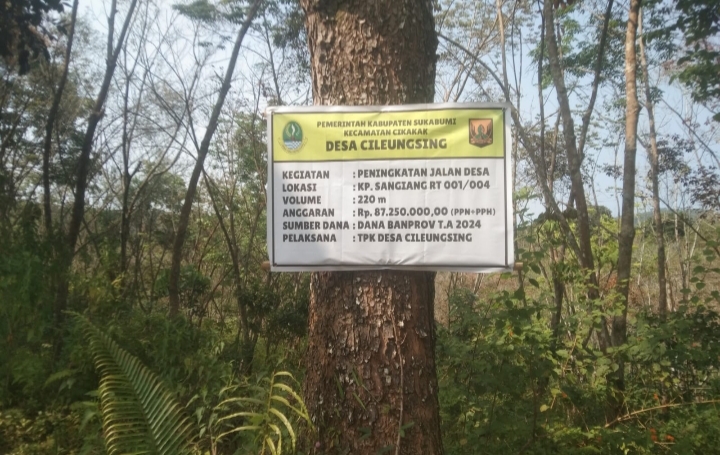 PEMERINTAH KABUPATEN SUKABUMI
KECAMATAN CIKAKAK
DESA CILEUNGSING
KEGIATAN : PENINGKATAN JALAN DESA
LOKASI : KP. SANGIANG RT 001/004
VOLUME : 220 m
ANGGARAN : Rp. 87.250.000,00 (PPN+PPH)
SUMBER DANA : DANA BANPROV T.A 2024
PELAKSANA : TPK DESA CILEUNGSING